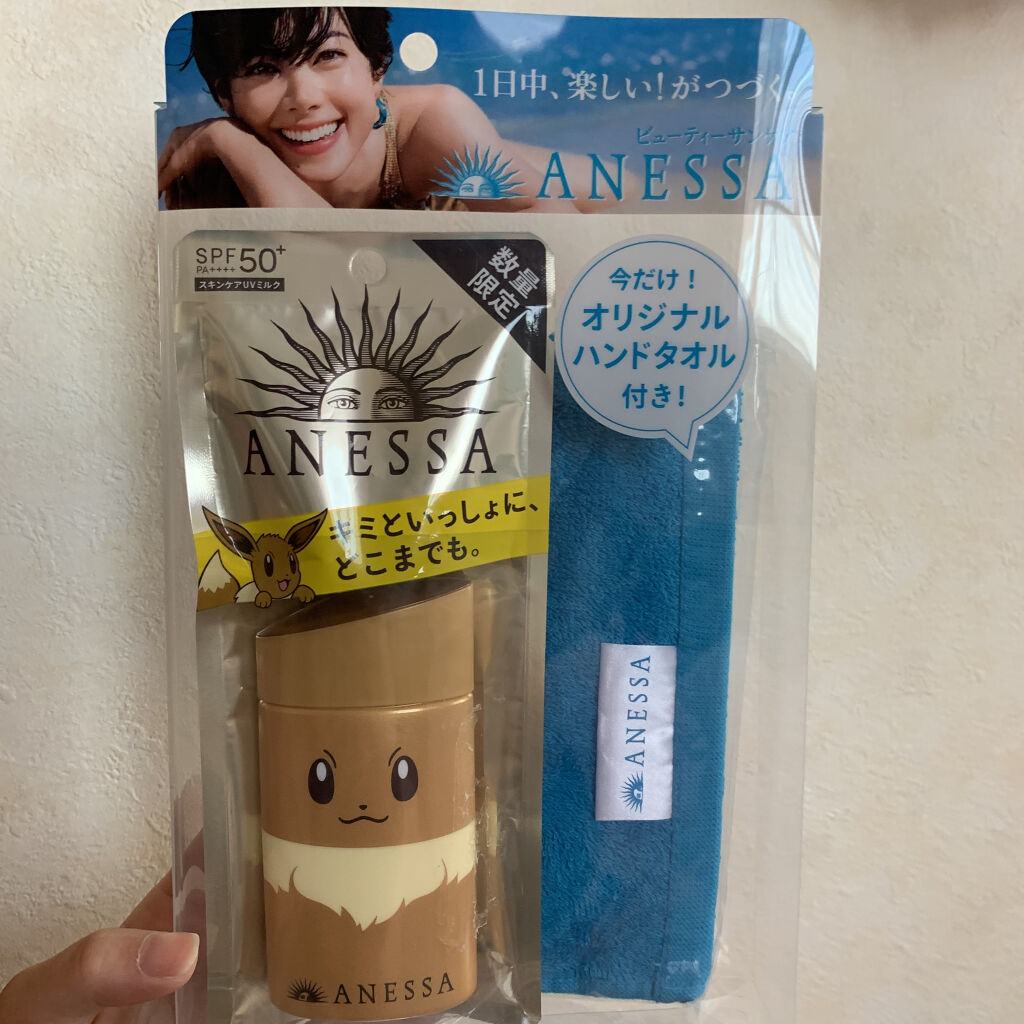 1日中、楽しい!がつづく。
ビューティーサンサ
ANESSA
SPF 50+
PA++++
スキンケアUVミルク
数量
限定
ANESSA
今だけ!
オリジナル
ハンドタオル
付き!
キミといっしょに、
どこまでも。
ANESSA
ANESSA